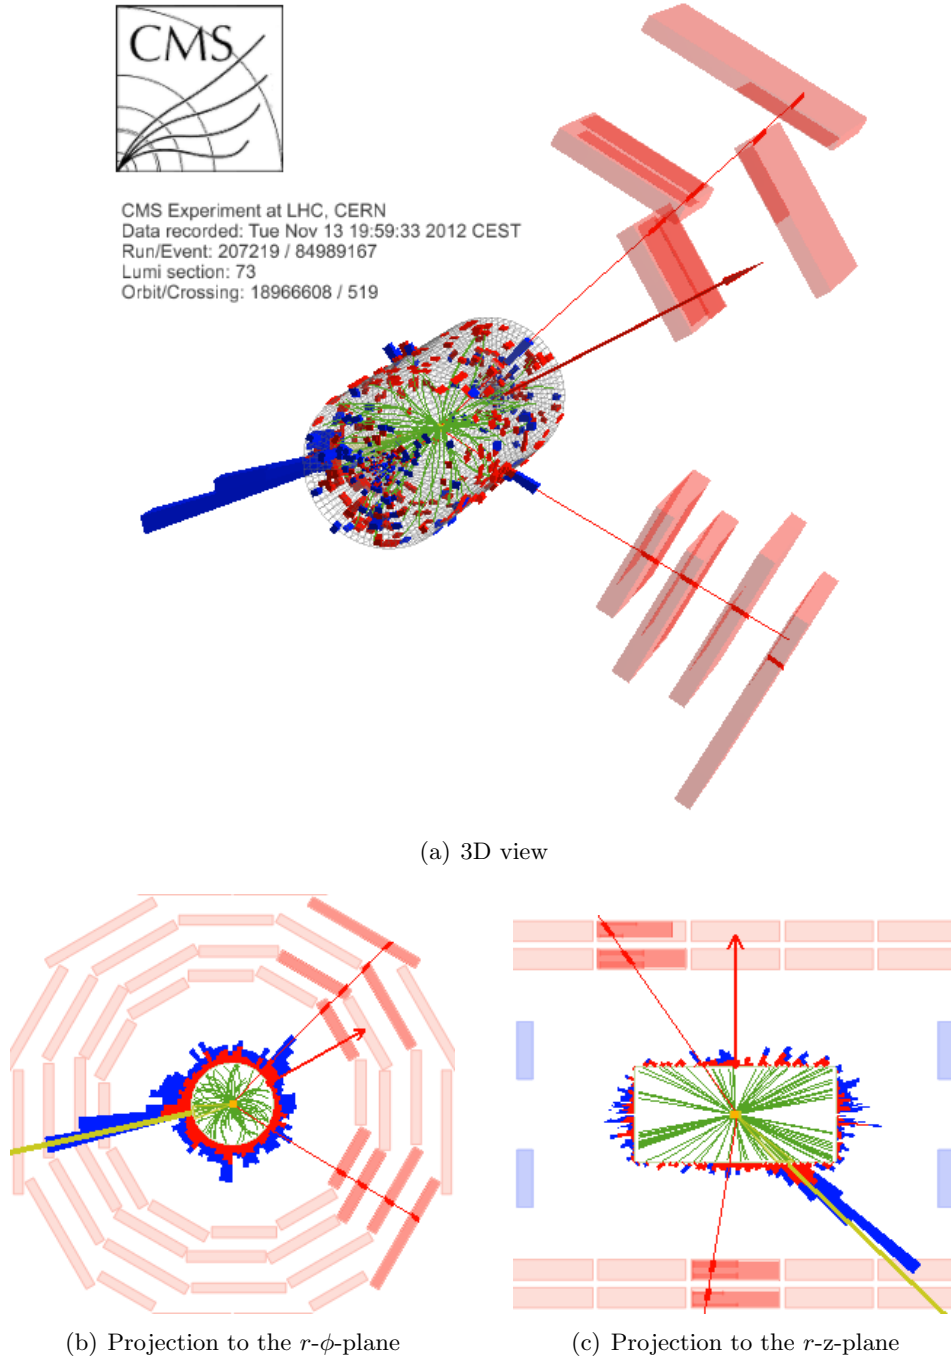 CMS
CMS Experiment at LHC, CERN
Data recorded: Tue Nov 13 19:59:33 2012 CEST
Run/Event: 207219 / 84989167
Lumi section: 73
Orbit/Crossing: 18966608 / 519
(a) 3D view
(b) Projection to the r-ϕ-plane
(c) Projection to the r-z-plane